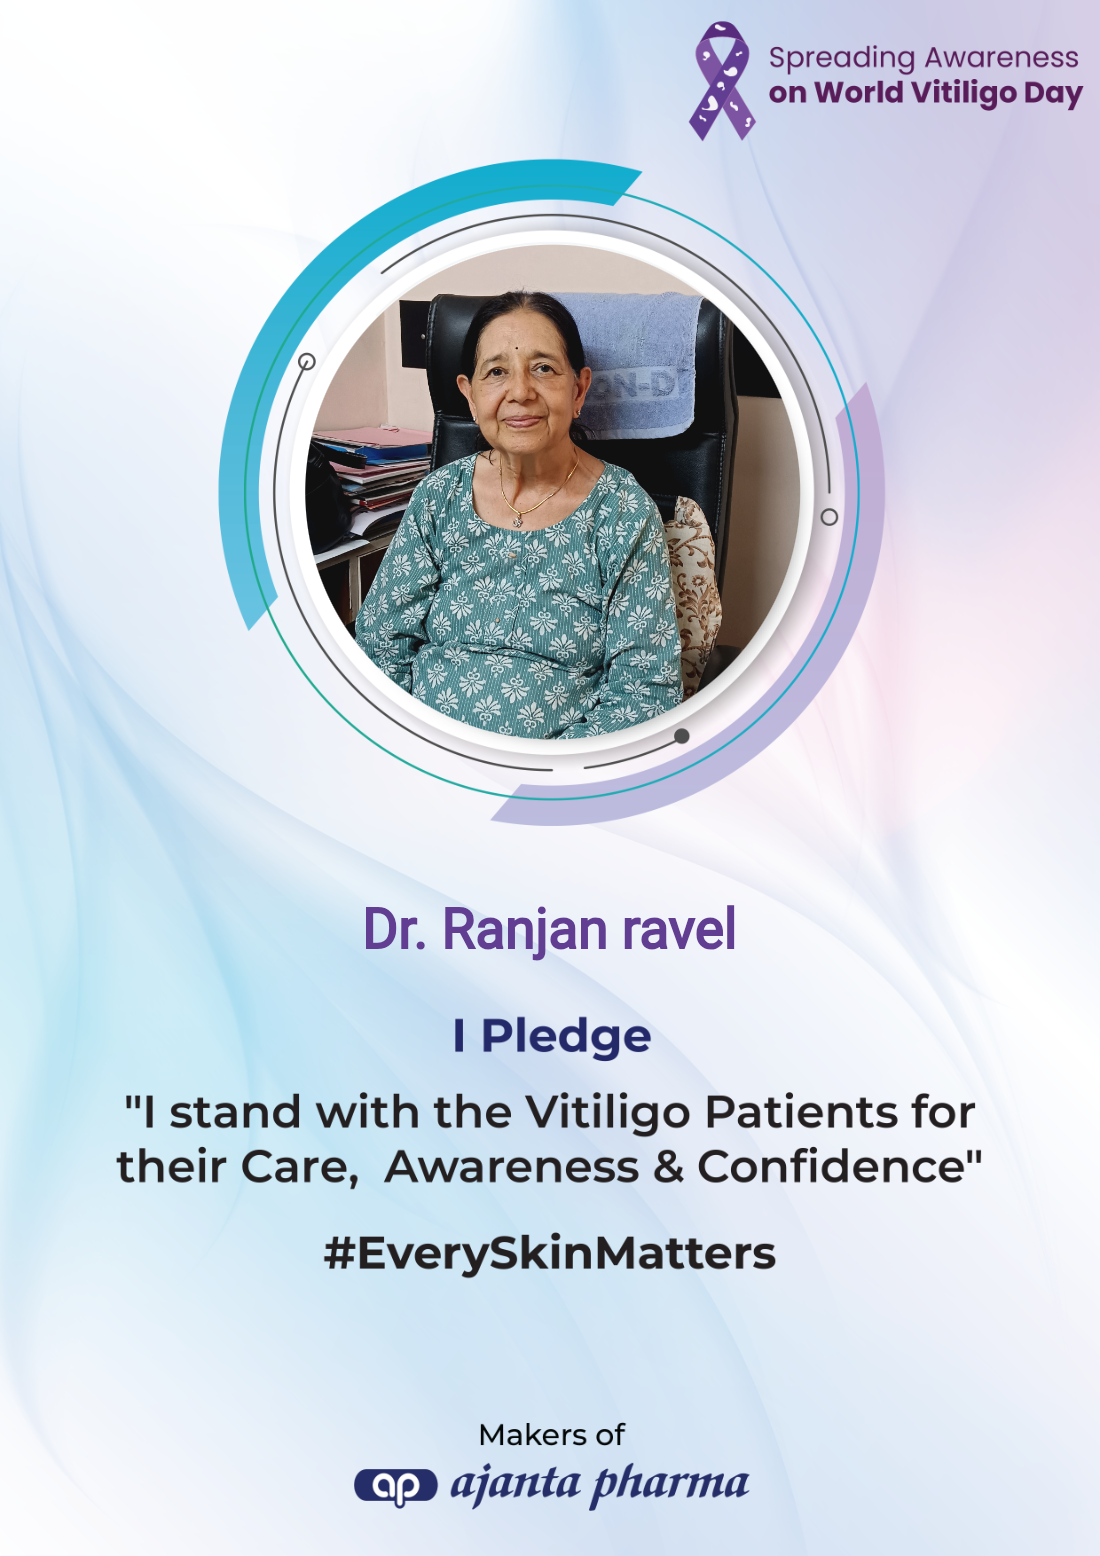 Spreading Awareness
on World Vitiligo Day
ON-D
Dr. Ranjan ravel
I Pledge
"I stand with the Vitiligo Patients for
their Care,  Awareness & Confidence"
#EverySkinMatters
Makers of
ap ajanta pharma